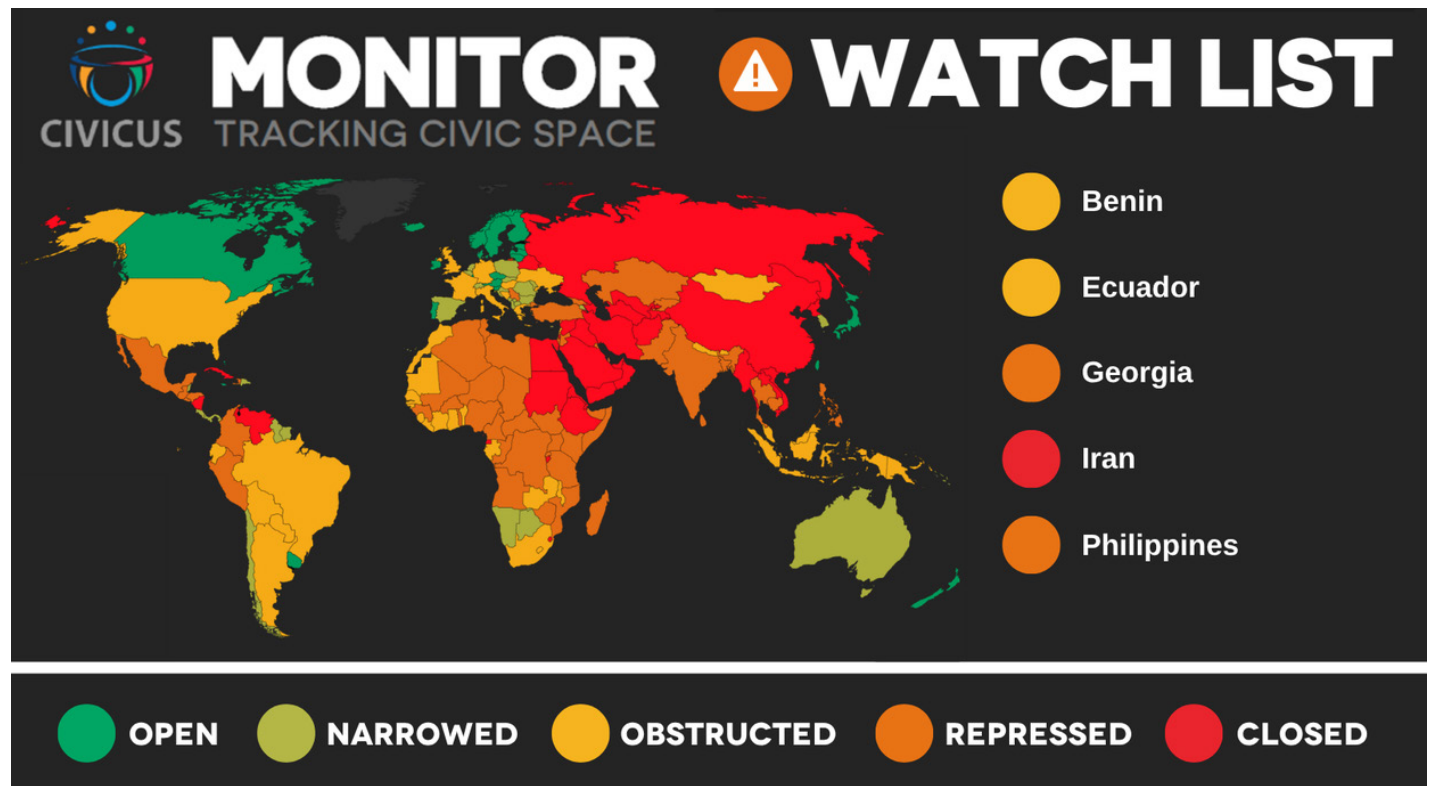 MONITOR
WATCH LIST
CIVICUS
TRACKING CIVIC SPACE
Benin
Ecuador
Georgia
Iran
Philippines
OPEN
NARROWED
OBSTRUCTED
REPRESSED
CLOSED